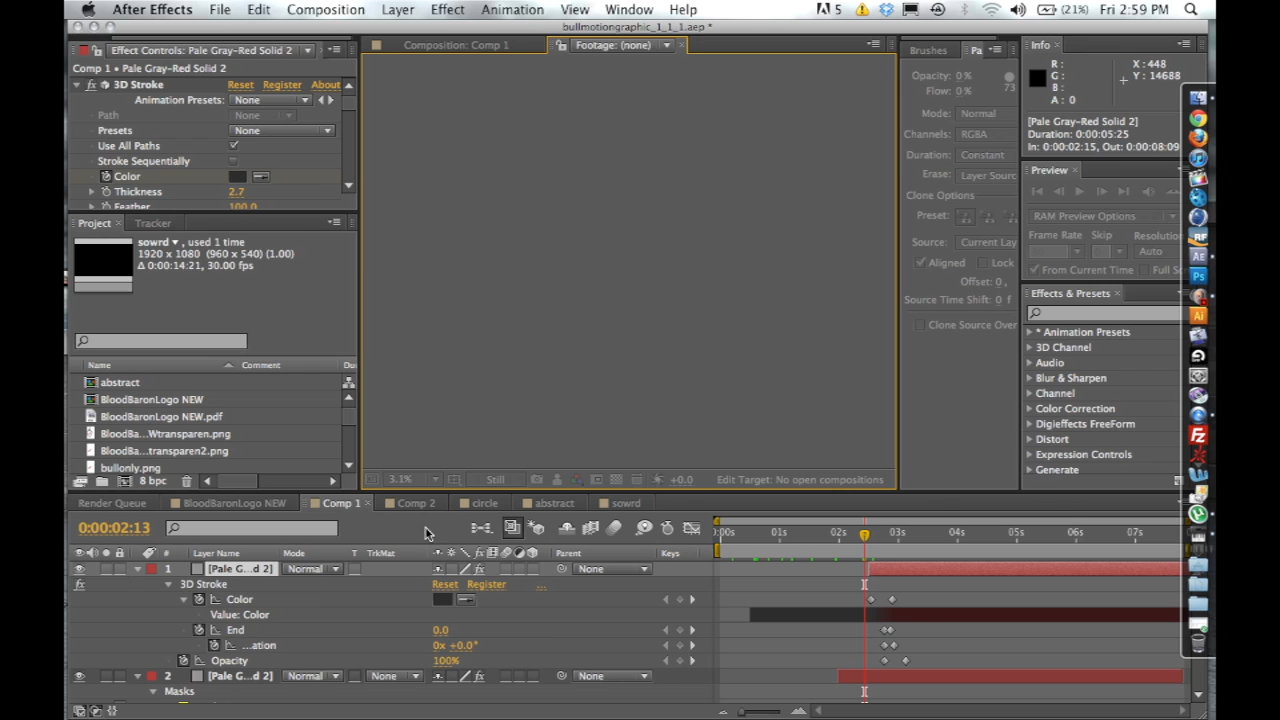 After Effects File Edit Composition Layer Effect Animation View Window Help 5 (21%) Fri 2:59 PM
bullmotiongraphic_1_1_1.aep *
Effect Controls: Pale Gray-Red Solid 2
Composition: Comp 1
Footage: (none)
Brushes
Pa
Info
Comp 1 • Pale Gray-Red Solid 2
fx 3D Stroke Reset Register About
Animation Presets: None
Path None
Presets None
Use All Paths
Stroke Sequentially
Color
Thickness 2.7
Feather 100.0
Opacity: 0 %
Flow: 0 %
73
Mode: Normal
Channels: RGBA
Duration: Constant
Erase: Layer Sourc
Clone Options
Preset:
Source: Current Lay
Aligned Lock
Offset: 0 ,
Source Time Shift: 0 f
Clone Source Over
R :
G :
B :
A : 0
X : 448
Y : 14688
[Pale Gray-Red Solid 2]
Duration: 0:00:05:25
In: 0:00:02:15, Out: 0:00:08:09
Preview
RAM Preview Options
Frame Rate Skip Resolutio
Auto
From Current Time Full S
Effects & Presets
* Animation Presets
3D Channel
Audio
Blur & Sharpen
Channel
Color Correction
Digieffects FreeForm
Distort
Expression Controls
Generate
Project Tracker
sowrd , used 1 time
1920 x 1080 (960 x 540) (1.00)
Δ 0:00:14:21, 30.00 fps
Name Comment Du
abstract
BloodBaronLogo NEW
BloodBaronLogo NEW.pdf
BloodBa...Wtransparen.png
BloodBa...transparen2.png
bullonly.png
8 bpc
3.1% Still +0.0 Edit Target: No open compositions
RF
Ae
Ps
Ai
Fz
Render Queue BloodBaronLogo NEW Comp 1 Comp 2 circle abstract sowrd
0:00:02:13
:00s 01s 02s 03s 04s 05s 06s 07s
# Layer Name Mode T TrkMat fx Parent Keys
1 [Pale G...d 2] Normal fx None
fx 3D Stroke Reset Register ...
Color
Value: Color
End 0.0
...ation 0x +0.0°
Opacity 100%
2 [Pale G...d 2] Normal None fx None
Masks